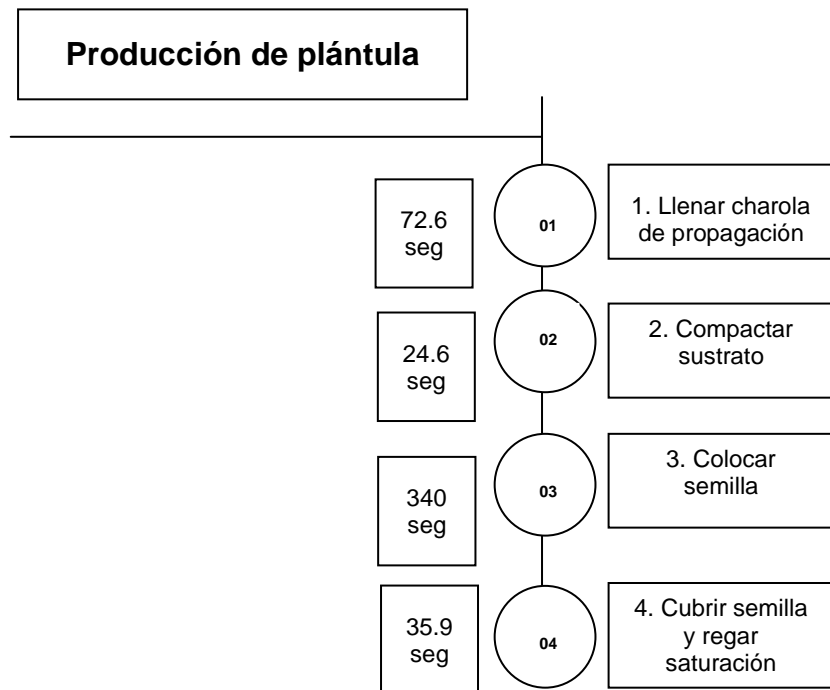 Producción de plántula
72.6
seg
01
1. Llenar charola
de propagación
24.6
seg
02
2. Compactar
sustrato
340
seg
03
3. Colocar
semilla
35.9
seg
04
4. Cubrir semilla
y regar
saturación